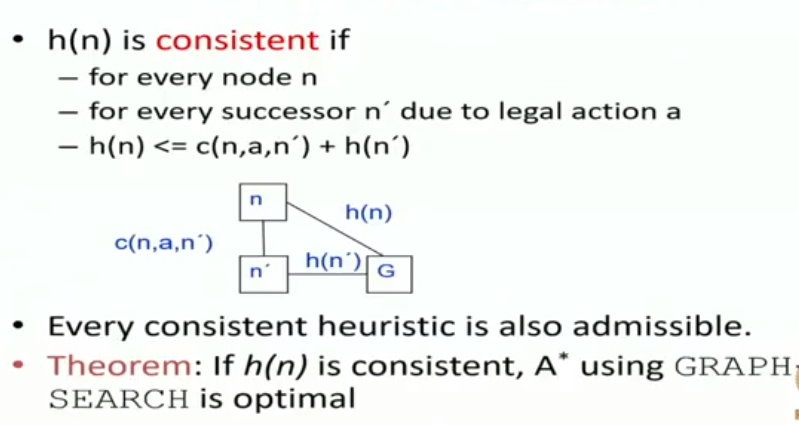 • h(n) is consistent if
– for every node n
– for every successor n´ due to legal action a
– h(n) <= c(n,a,n´) + h(n´)
n
h(n)
c(n,a,n´)
h(n´)
n´
G
• Every consistent heuristic is also admissible.
• Theorem: If h(n) is consistent, A* using GRAPH-
SEARCH is optimal